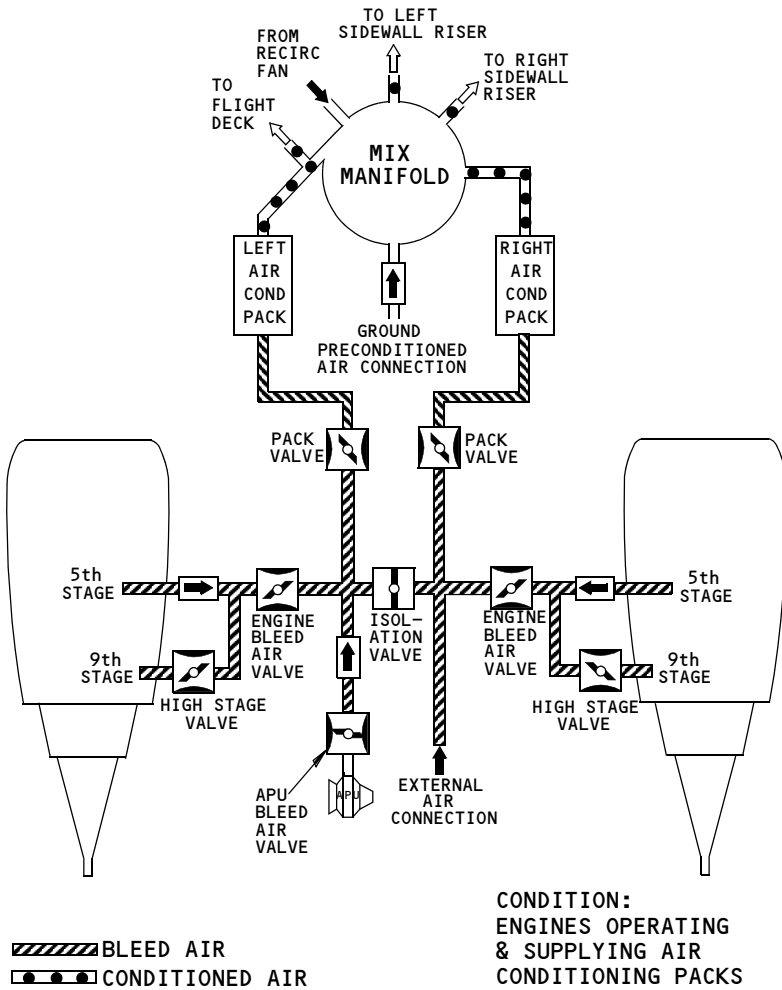 TO LEFT
SIDEWALL RISER
FROM
RECIRC
FAN
TO RIGHT
SIDEWALL
RISER
TO
FLIGHT
DECK
MIX
MANIFOLD
LEFT
AIR
COND
PACK
RIGHT
AIR
COND
PACK
GROUND
PRECONDITIONED
AIR CONNECTION
PACK
VALVE
PACK
VALVE
5th
STAGE
9th
STAGE
HIGH STAGE
VALVE
ENGINE
BLEED
AIR
VALVE
ISOL-
ATION
VALVE
ENGINE
BLEED
AIR
VALVE
5th
STAGE
9th
STAGE
HIGH STAGE
VALVE
APU
BLEED
AIR
VALVE
APU
EXTERNAL
AIR
CONNECTION
BLEED AIR
CONDITIONED AIR
CONDITION:
ENGINES OPERATING
& SUPPLYING AIR
CONDITIONING PACKS